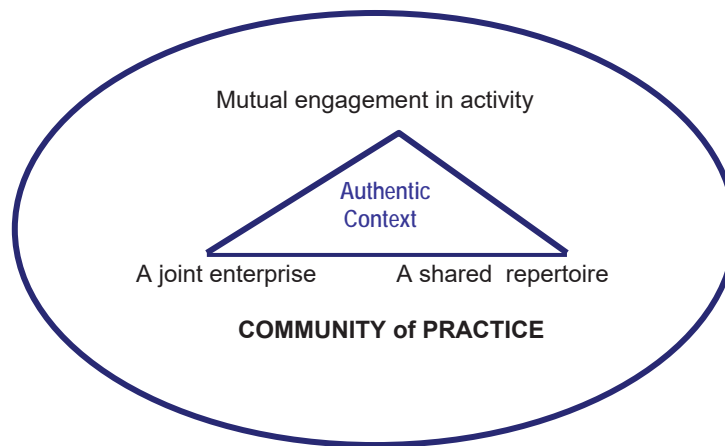 Mutual engagement in activity
Authentic
Context
A joint enterprise
A shared repertoire
COMMUNITY of PRACTICE